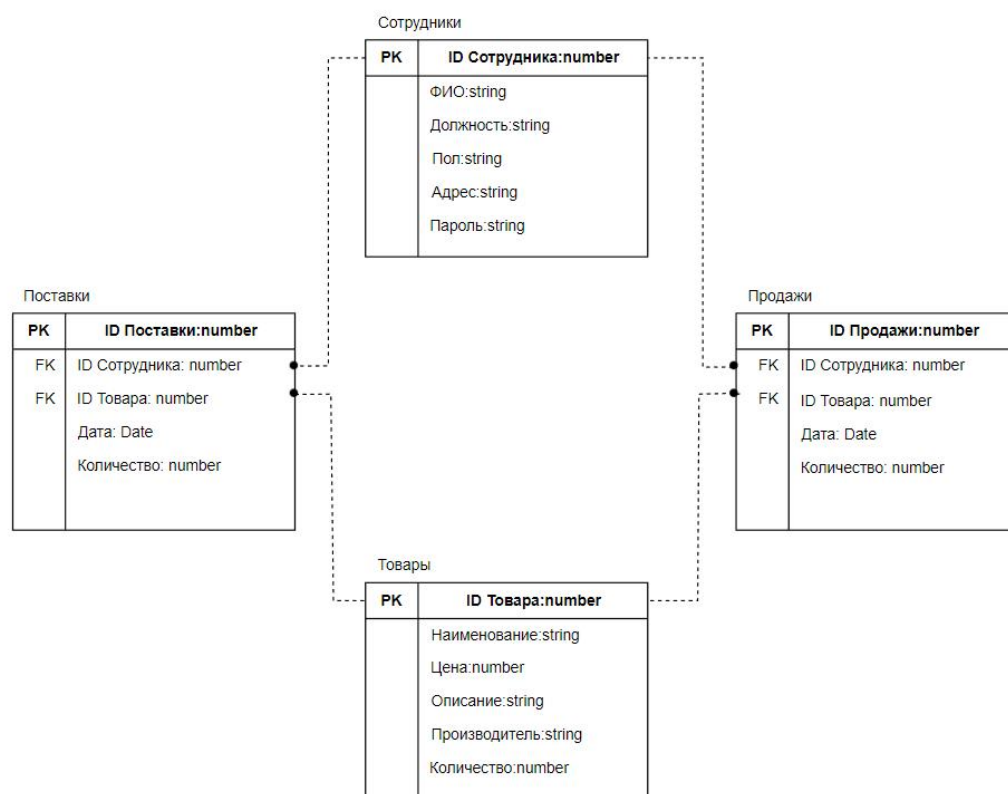 Сотрудники
PK ID Сотрудника:number
ФИО:string
Должность:string
Пол:string
Адрес:string
Пароль:string
Поставки
PK ID Поставки:number
FK ID Сотрудника: number
FK ID Товара: number
Дата: Date
Количество: number
Продажи
PK ID Продажи:number
FK ID Сотрудника: number
FK ID Товара: number
Дата: Date
Количество: number
Товары
PK ID Товара:number
Наименование:string
Цена:number
Описание:string
Производитель:string
Количество:number